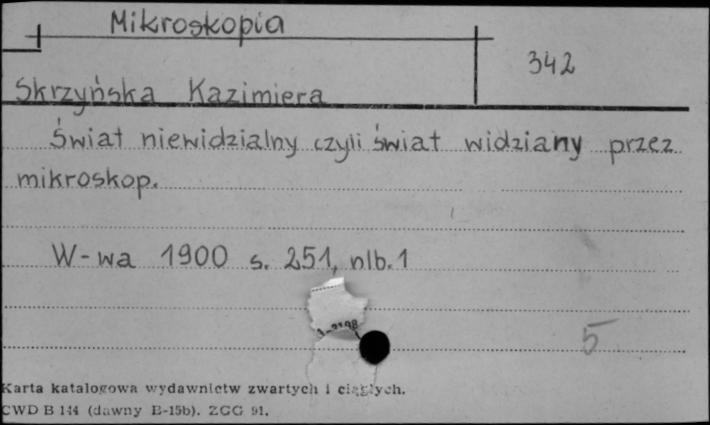 Mikroskopia
342
Skrzyńska Kazimiera
Świat niewidzialny czyli świat widziany przez
mikroskop.
W-wa 1900 s. 251, nlb. 1
5
Karta katalogowa wydawnictw zwartych i ciągłych.
CWD B 144 (dawny B-15b). ZGG 91.